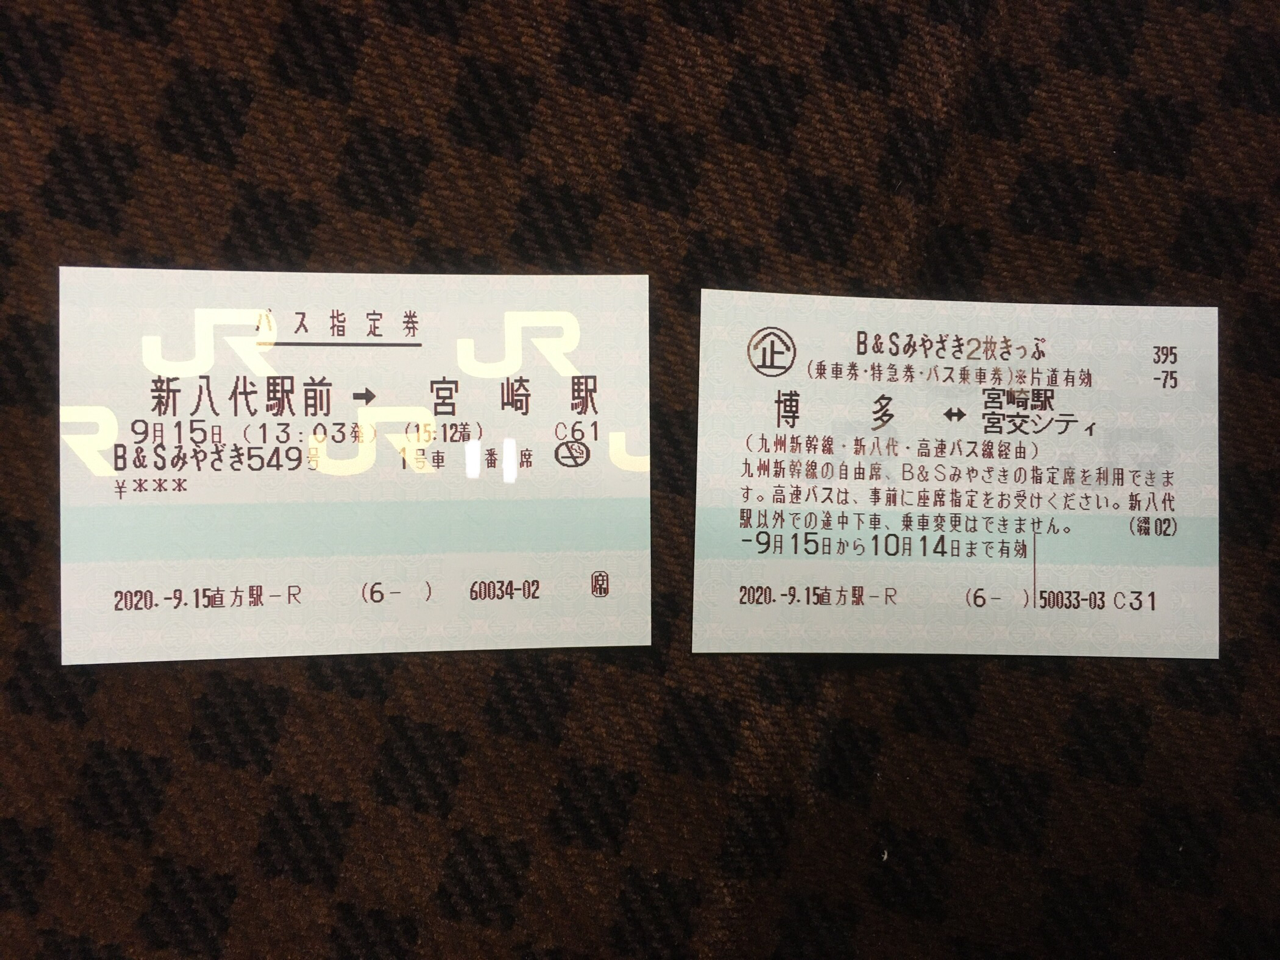 バス指定券
新八代駅前 → 宮崎駅
9月15日 (13:03発) (15:12着) C61
B&Sみやざき549号 1号車 番 席
¥***
2020.-9.15直方駅-R (6- ) 60034-02 席
企 B&Sみやざき2枚きっぷ 395
(乗車券・特急券・バス乗車券)※片道有効 -75
博多 ↔ 宮崎駅
宮交シティ
(九州新幹線・新八代・高速バス線経由)
九州新幹線の自由席、B&Sみやざきの指定席を利用できま
す。高速バスは、事前に座席指定をお受けください。新八代
駅以外での途中下車、乗車変更はできません。 (綴02)
-9月15日から10月14日まで有効
2020.-9.15直方駅-R (6- ) 50033-03 C31